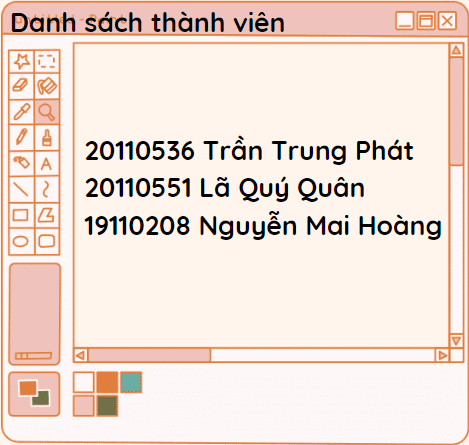 Danh sách thành viên
20110536 Trần Trung Phát
20110551 Lã Quý Quân
19110208 Nguyễn Mai Hoàng
A